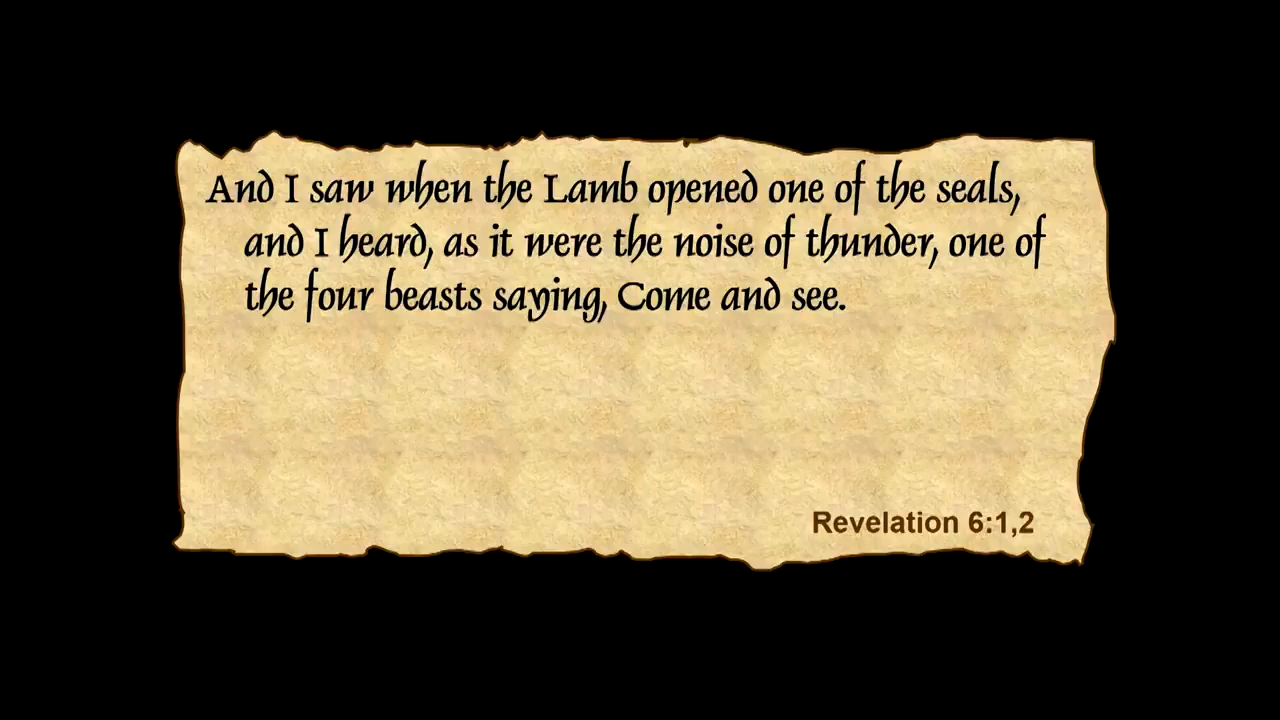 And I saw when the Lamb opened one of the seals,
and I heard, as it were the noise of thunder, one of
the four beasts saying, Come and see.
Revelation 6:1,2